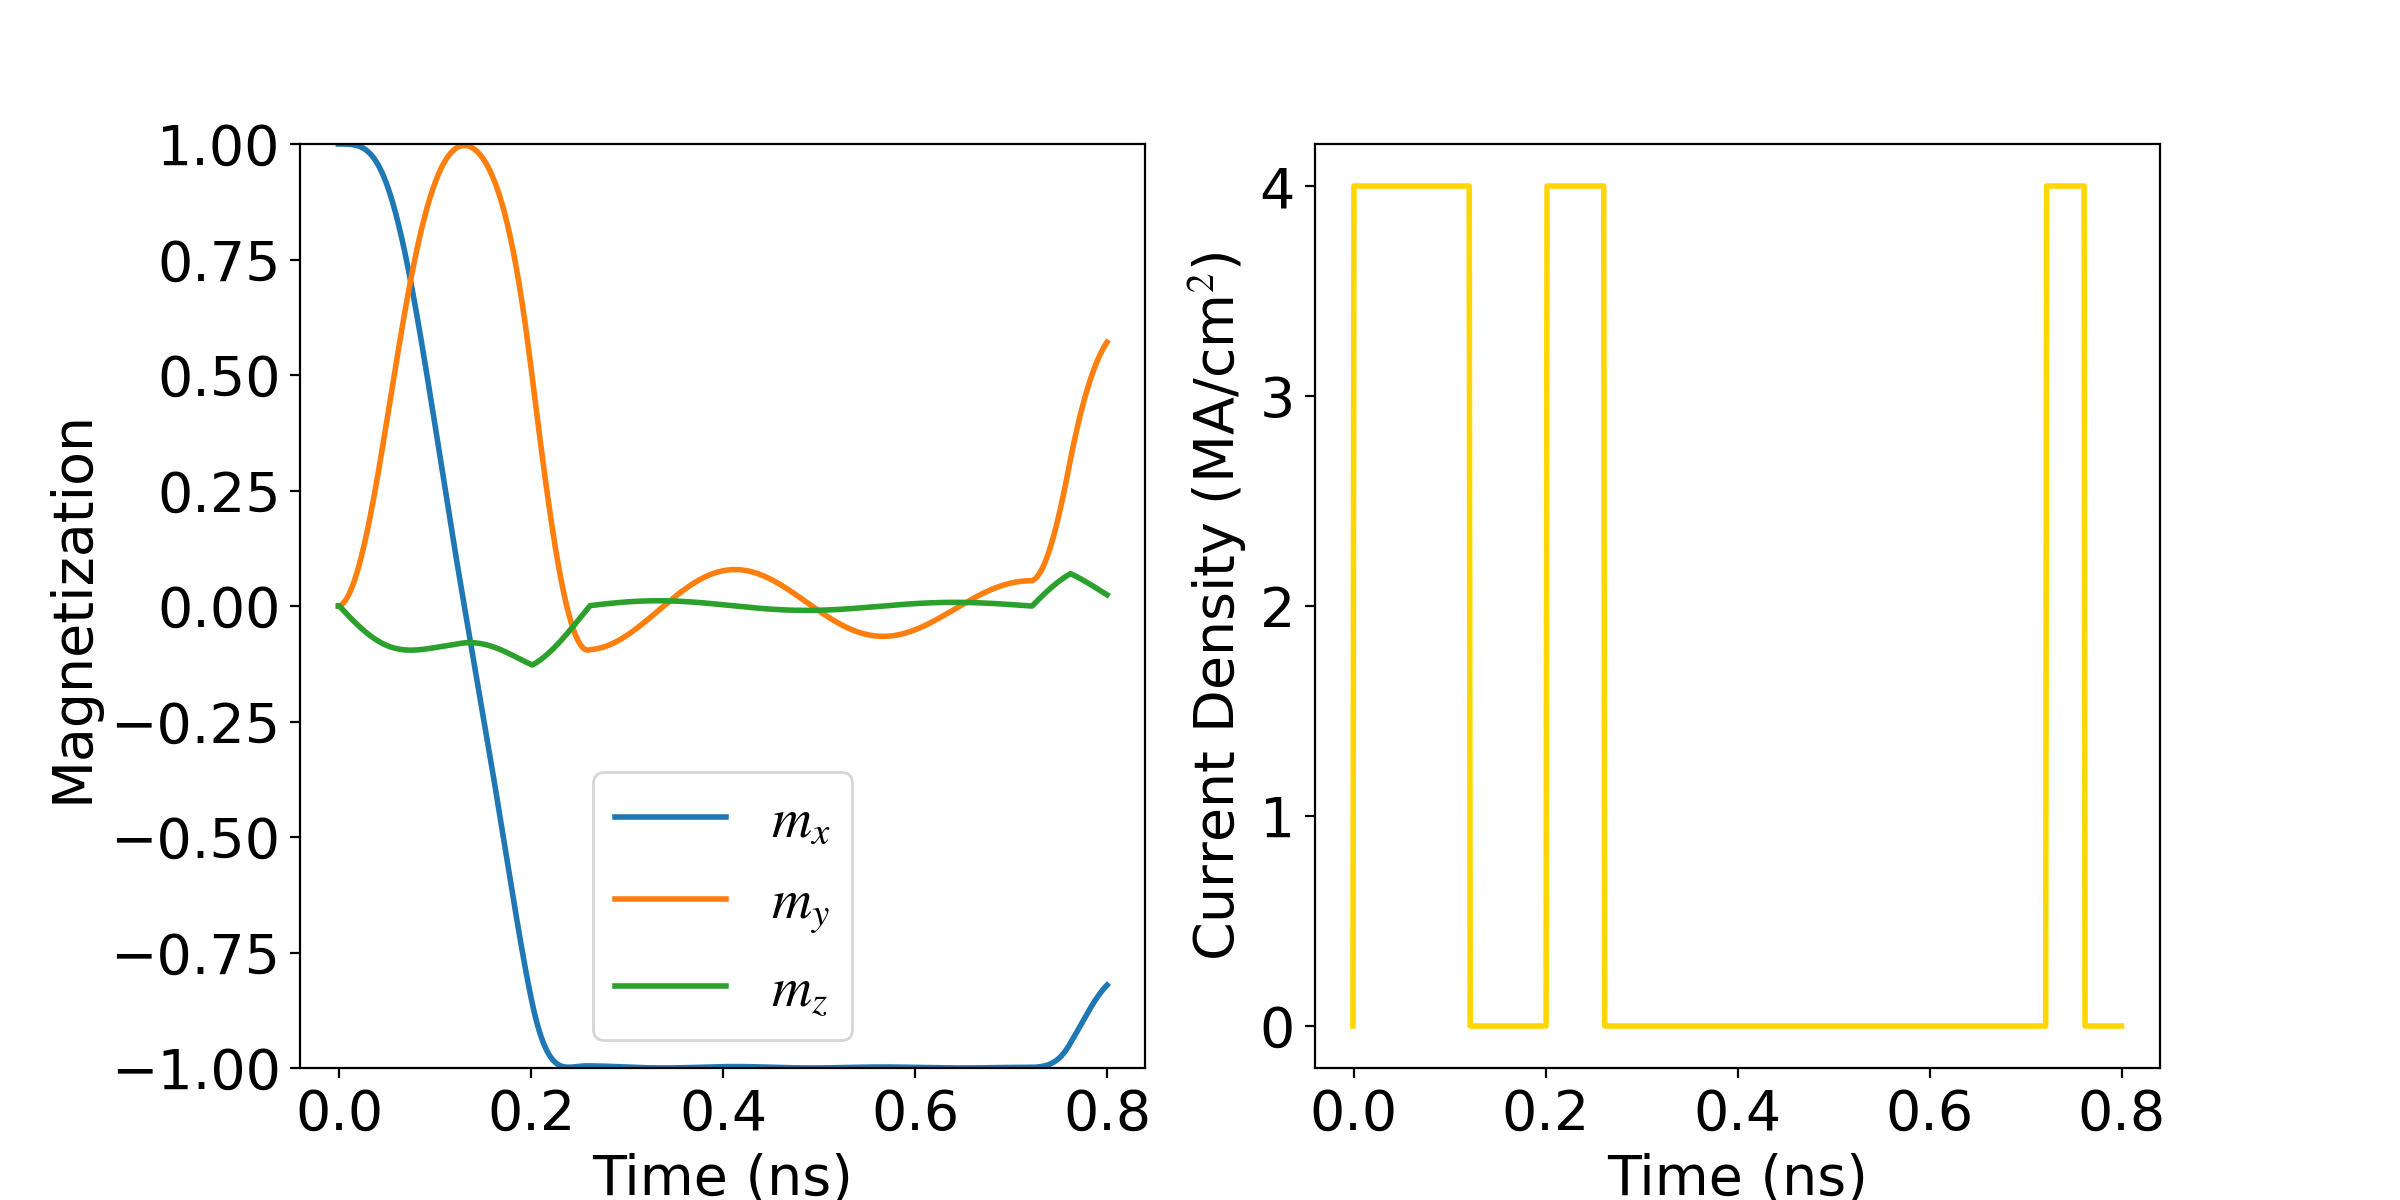 Magnetization
1.00
0.75
0.50
0.25
0.00
−0.25
−0.50
−0.75
−1.00
0.0 0.2 0.4 0.6 0.8
Time (ns)
m_x
m_y
m_z
Current Density (MA/cm²)
4
3
2
1
0
0.0 0.2 0.4 0.6 0.8
Time (ns)